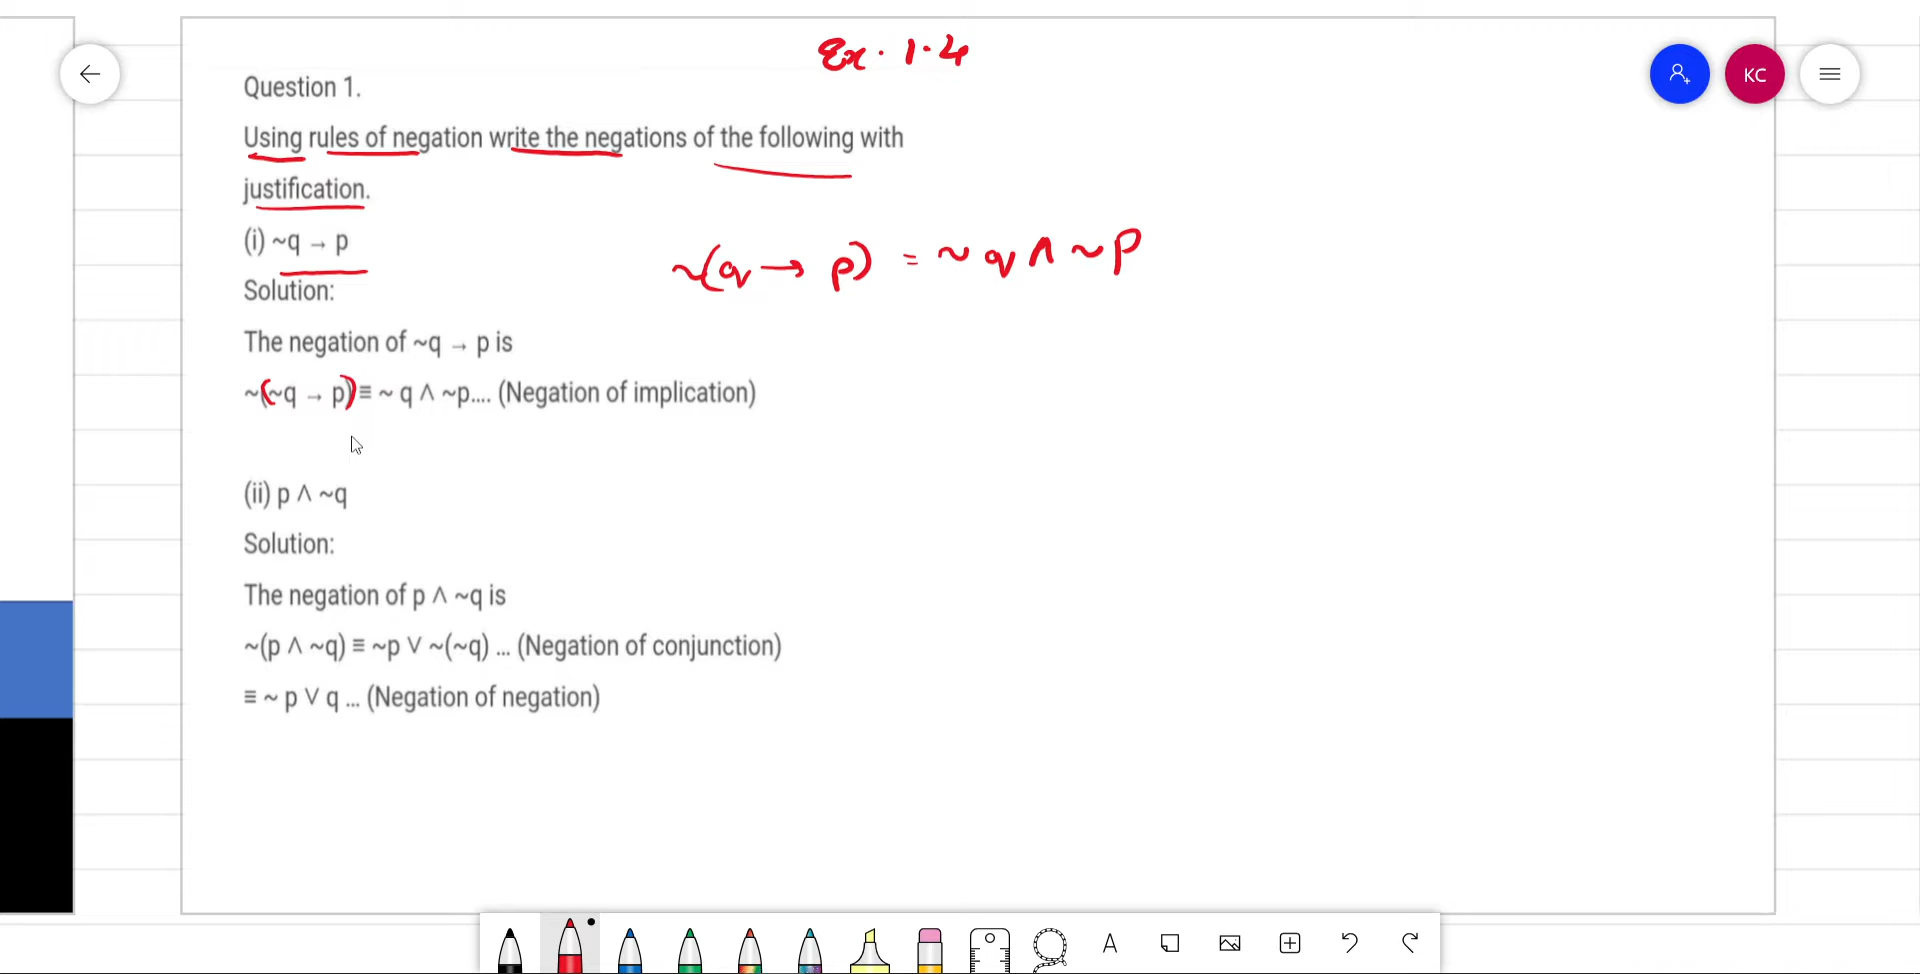 Ex. 1.4
KC
Question 1.
Using rules of negation write the negations of the following with
justification.
(i) ~q → p
~(q → p) = ~q ∧ ~p
Solution:
The negation of ~q → p is
~(~q → p) ≡ ~ q ∧ ~p.... (Negation of implication)
(ii) p ∧ ~q
Solution:
The negation of p ∧ ~q is
~(p ∧ ~q) ≡ ~p ∨ ~(~q) ... (Negation of conjunction)
≡ ~ p ∨ q ... (Negation of negation)
A